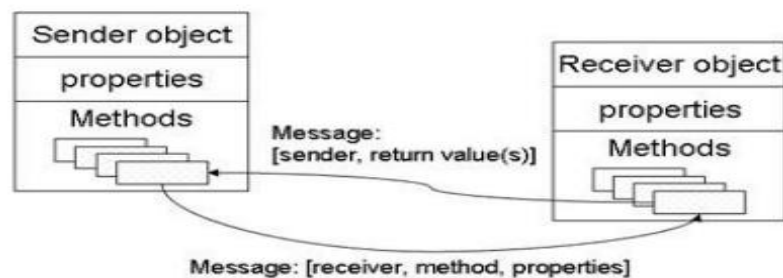 Sender object
properties
Methods
Receiver object
properties
Methods
Message:
[sender, return value(s)]
Message: [receiver, method, properties]